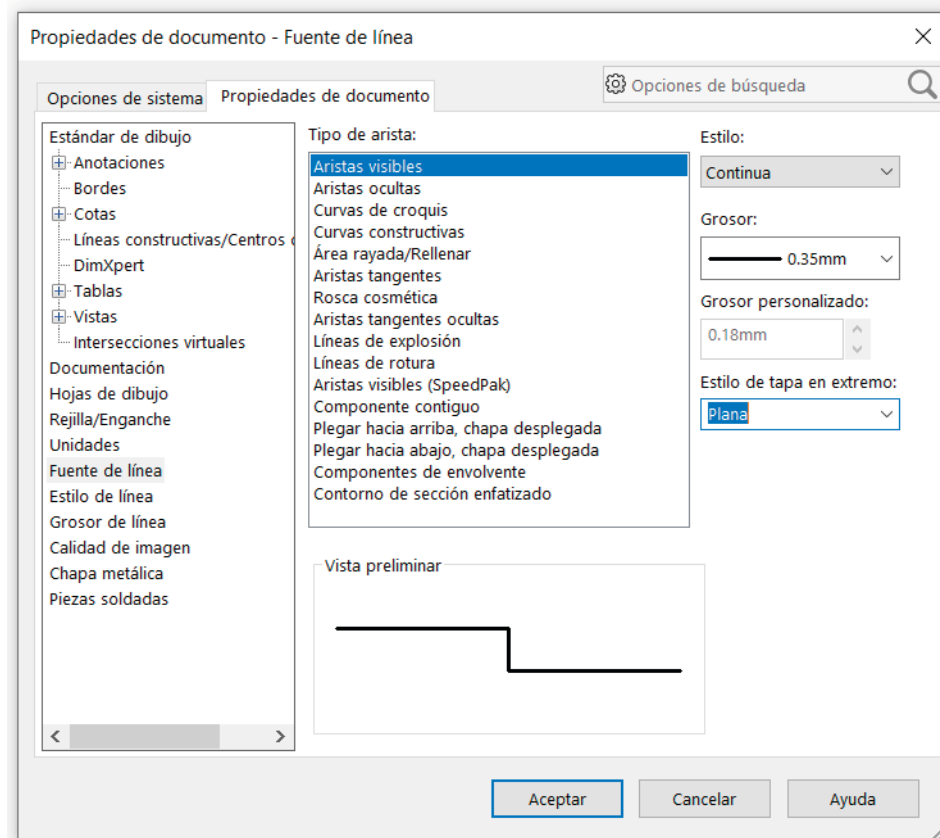 Propiedades de documento - Fuente de línea
Opciones de sistema
Propiedades de documento
Opciones de búsqueda
Estándar de dibujo
Anotaciones
Bordes
Cotas
Líneas constructivas/Centros
DimXpert
Tablas
Vistas
Intersecciones virtuales
Documentación
Hojas de dibujo
Rejilla/Enganche
Unidades
Fuente de línea
Estilo de línea
Grosor de línea
Calidad de imagen
Chapa metálica
Piezas soldadas
Tipo de arista:
Aristas visibles
Aristas ocultas
Curvas de croquis
Curvas constructivas
Área rayada/Rellenar
Aristas tangentes
Rosca cosmética
Aristas tangentes ocultas
Líneas de explosión
Líneas de rotura
Aristas visibles (SpeedPak)
Componente contiguo
Plegar hacia arriba, chapa desplegada
Plegar hacia abajo, chapa desplegada
Componentes de envolvente
Contorno de sección enfatizado
Vista preliminar
Estilo:
Continua
Grosor:
0.35mm
Grosor personalizado:
0.18mm
Estilo de tapa en extremo:
Plana
Aceptar
Cancelar
Ayuda